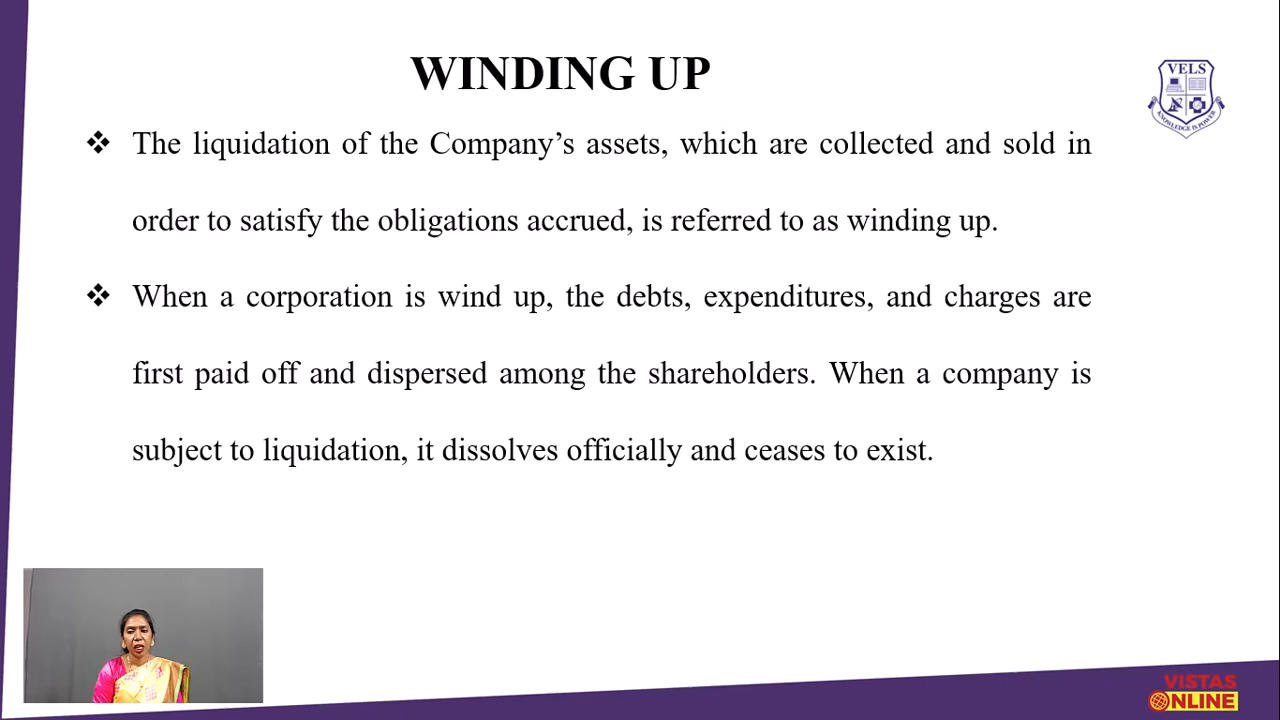 WINDING UP
VELS
KNOWLEDGE IS POWER
❖ The liquidation of the Company’s assets, which are collected and sold in
order to satisfy the obligations accrued, is referred to as winding up.
❖ When a corporation is wind up, the debts, expenditures, and charges are
first paid off and dispersed among the shareholders. When a company is
subject to liquidation, it dissolves officially and ceases to exist.
VISTAS
ONLINE